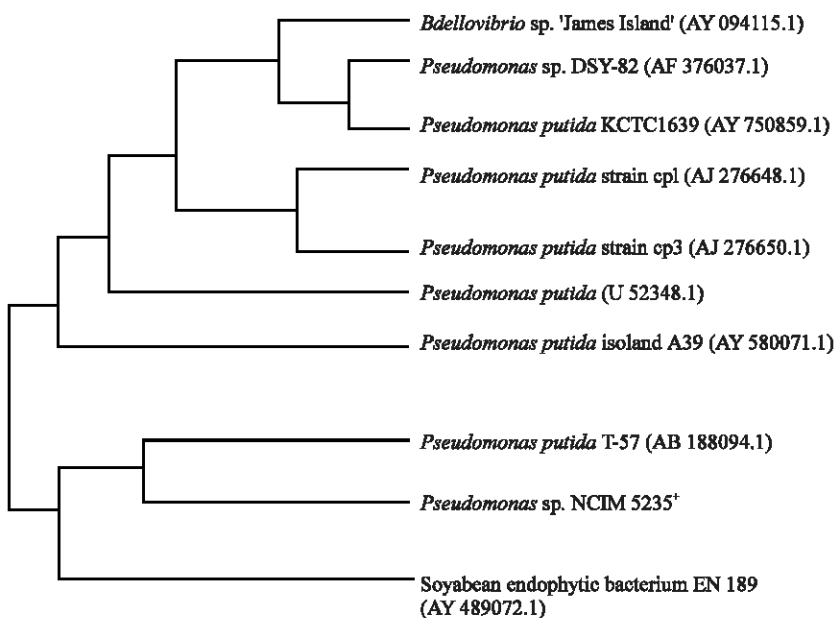 Bdellovibrio sp. 'James Island' (AY 094115.1)
Pseudomonas sp. DSY-82 (AF 376037.1)
Pseudomonas putida KCTC1639 (AY 750859.1)
Pseudomonas putida strain cpl (AJ 276648.1)
Pseudomonas putida strain cp3 (AJ 276650.1)
Pseudomonas putida (U 52348.1)
Pseudomonas putida isoland A39 (AY 580071.1)
Pseudomonas putida T-57 (AB 188094.1)
Pseudomonas sp. NCIM 5235⁺
Soyabean endophytic bacterium EN 189
(AY 489072.1)